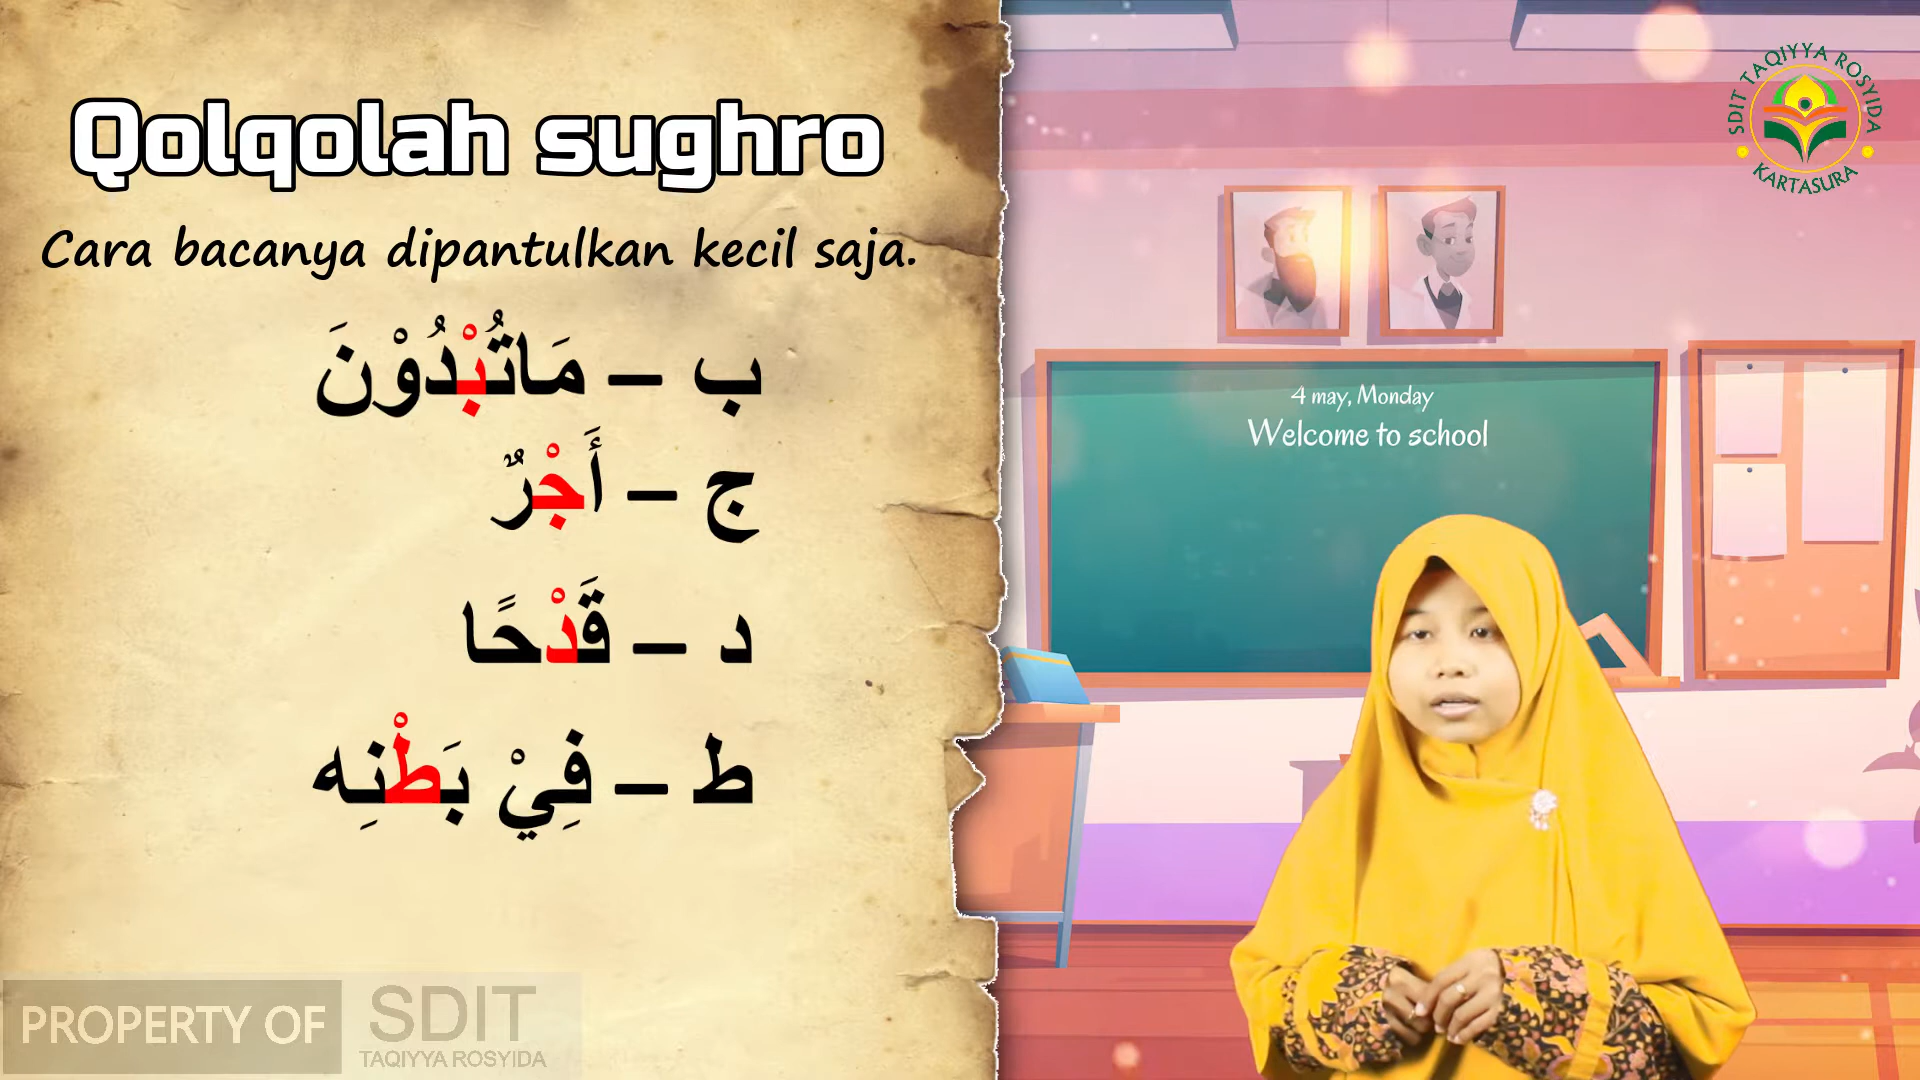 Qolqolah sughro
Cara bacanya dipantulkan kecil saja.
ب – مَاتُبْدُوْنَ
ج – أَجْرٌ
د – قَدْحًا
ط – فِيْ بَطْنِه
4 may, Monday
Welcome to school
SDIT TAQIYYA ROSYIDA
KARTASURA
PROPERTY OF SDIT
TAQIYYA ROSYIDA